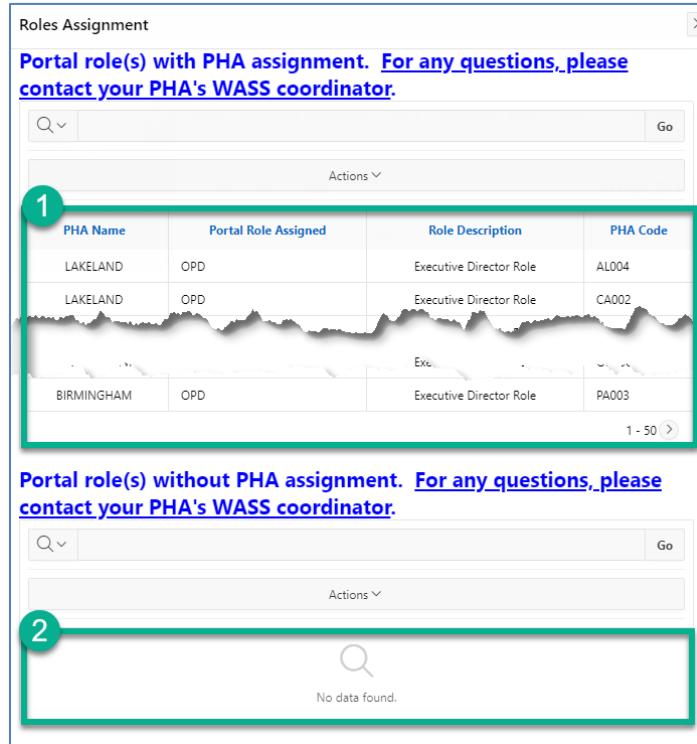 Roles Assignment
Portal role(s) with PHA assignment. For any questions, please
contact your PHA's WASS coordinator.
Go
Actions
1
PHA Name Portal Role Assigned Role Description PHA Code
LAKELAND OPD Executive Director Role AL004
LAKELAND OPD Executive Director Role CA002
BIRMINGHAM OPD Executive Director Role PA003
1 - 50
Portal role(s) without PHA assignment. For any questions, please
contact your PHA's WASS coordinator.
Go
Actions
2
No data found.